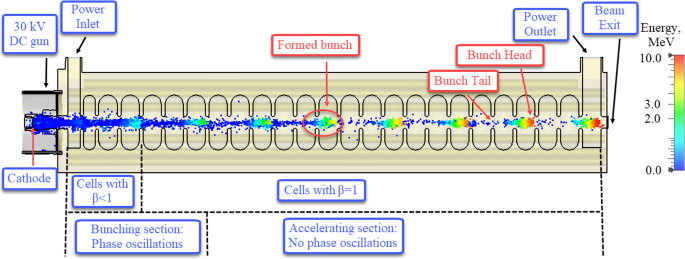 30 kV
DC gun
Power
Inlet
Formed bunch
Power
Outlet
Beam
Exit
Energy,
MeV
Bunch Head
Bunch Tail
10.0
3.0
2.0
0.0
Cathode
Cells with
β<1
Cells with β=1
Bunching section:
Phase oscillations
Accelerating section:
No phase oscillations